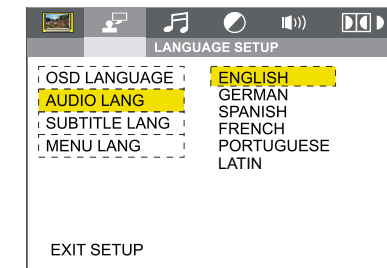 LANGUAGE SETUP
OSD LANGUAGE
AUDIO LANG
SUBTITLE LANG
MENU LANG
ENGLISH
GERMAN
SPANISH
FRENCH
PORTUGUESE
LATIN
EXIT SETUP